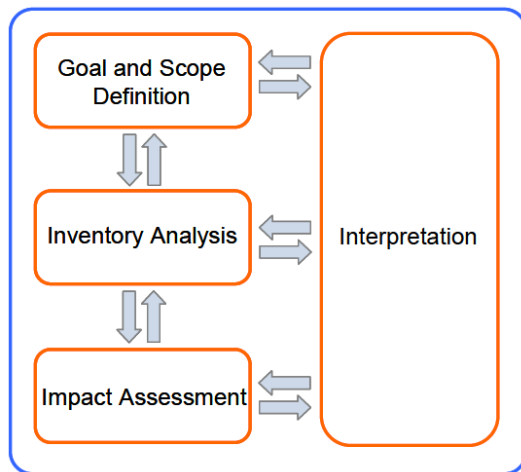 Goal and Scope
Definition
Inventory Analysis
Interpretation
Impact Assessment